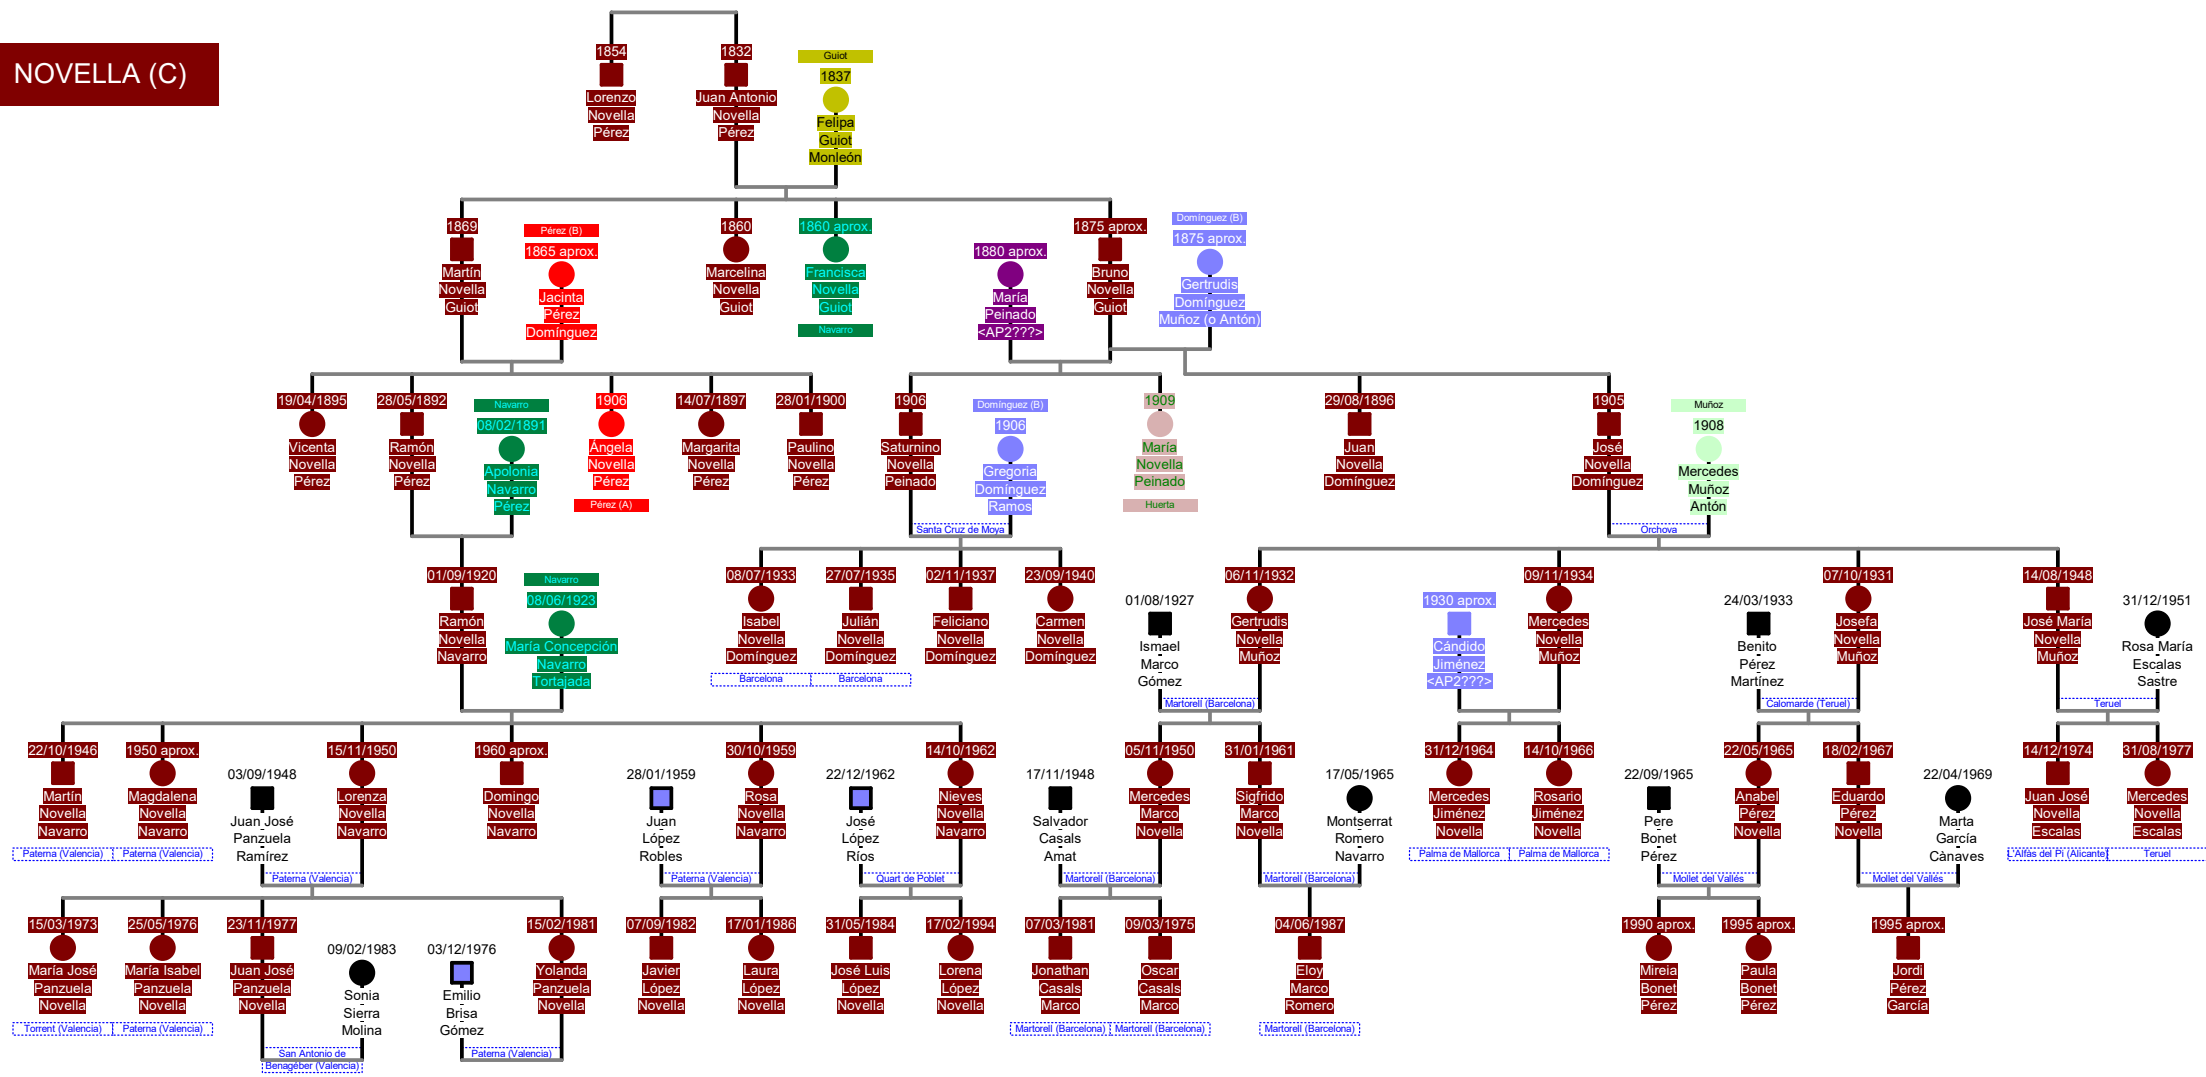 NOVELLA (C)
1854
Lorenzo
Novella
Pérez
1832
Juan Antonio
Novella
Pérez
Guiot
1837
Felipa
Guiot
Monleón
1869
Martín
Novella
Guiot
Pérez (B)
1865 aprox.
Jacinta
Pérez
Domínguez
1860
Marcelina
Novella
Guiot
1860 aprox.
Francisca
Novella
Guiot
Navarro
1880 aprox.
María
Peinado
<AP2???>
1875 aprox.
Bruno
Novella
Guiot
Domínguez (B)
1875 aprox.
Gertrudis
Domínguez
Muñoz (o Antón)
19/04/1895
Vicenta
Novella
Pérez
28/05/1892
Ramón
Novella
Pérez
Navarro
08/02/1891
Apolonia
Navarro
Pérez
1906
Ángela
Novella
Pérez
Pérez (A)
14/07/1897
Margarita
Novella
Pérez
28/01/1900
Paulino
Novella
Pérez
1906
Saturnino
Novella
Peinado
Domínguez (B)
1906
Gregoria
Domínguez
Ramos
Santa Cruz de Moya
1909
María
Novella
Peinado
Huerta
29/08/1896
Juan
Novella
Domínguez
1905
José
Novella
Domínguez
Muñoz
1908
Mercedes
Muñoz
Antón
Orchova
01/09/1920
Ramón
Novella
Navarro
Navarro
08/06/1923
María Concepción
Navarro
Tortajada
08/07/1933
Isabel
Novella
Domínguez
Barcelona
27/07/1935
Julián
Novella
Domínguez
Barcelona
02/11/1937
Feliciano
Novella
Domínguez
23/09/1940
Carmen
Novella
Domínguez
01/08/1927
Ismael
Marco
Gómez
06/11/1932
Gertrudis
Novella
Muñoz
Martorell (Barcelona)
1930 aprox.
Cándido
Jiménez
<AP2???>
09/11/1934
Mercedes
Novella
Muñoz
24/03/1933
Benito
Pérez
Martínez
07/10/1931
Josefa
Novella
Muñoz
Calomarde (Teruel)
14/08/1948
José María
Novella
Muñoz
31/12/1951
Rosa María
Escalas
Sastre
Teruel
22/10/1946
Martín
Novella
Navarro
Paterna (Valencia)
1950 aprox.
Magdalena
Novella
Navarro
Paterna (Valencia)
03/09/1948
Juan José
Panzuela
Ramírez
15/11/1950
Lorenza
Novella
Navarro
Paterna (Valencia)
1960 aprox.
Domingo
Novella
Navarro
28/01/1959
Juan
López
Robles
30/10/1959
Rosa
Novella
Navarro
Paterna (Valencia)
22/12/1962
José
López
Ríos
14/10/1962
Nieves
Novella
Navarro
Quart de Poblet
17/11/1948
Salvador
Casals
Amat
05/11/1950
Mercedes
Marco
Novella
Martorell (Barcelona)
31/01/1961
Sigfrido
Marco
Novella
17/05/1965
Montserrat
Romero
Navarro
Martorell (Barcelona)
31/12/1964
Mercedes
Jiménez
Novella
Palma de Mallorca
14/10/1966
Rosario
Jiménez
Novella
Palma de Mallorca
22/09/1965
Pere
Bonet
Pérez
22/05/1965
Anabel
Pérez
Novella
Mollet del Vallés
18/02/1967
Eduardo
Pérez
Novella
22/04/1969
Marta
García
Cànaves
Mollet del Vallés
14/12/1974
Juan José
Novella
Escalas
L'Alfàs del Pi (Alicante)
31/08/1977
Mercedes
Novella
Escalas
Teruel
15/03/1973
María José
Panzuela
Novella
Torrent (Valencia)
25/05/1976
María Isabel
Panzuela
Novella
Paterna (Valencia)
23/11/1977
Juan José
Panzuela
Novella
09/02/1983
Sonia
Sierra
Molina
San Antonio de
Benagéber (Valencia)
03/12/1976
Emilio
Brisa
Gómez
15/02/1981
Yolanda
Panzuela
Novella
Paterna (Valencia)
07/09/1982
Javier
López
Novella
17/01/1986
Laura
López
Novella
31/05/1984
José Luis
López
Novella
17/02/1994
Lorena
López
Novella
07/03/1981
Jonathan
Casals
Marco
Martorell (Barcelona)
09/03/1975
Oscar
Casals
Marco
Martorell (Barcelona)
04/06/1987
Eloy
Marco
Romero
Martorell (Barcelona)
1990 aprox.
Mireia
Bonet
Pérez
1995 aprox.
Paula
Bonet
Pérez
1995 aprox.
Jordi
Pérez
García